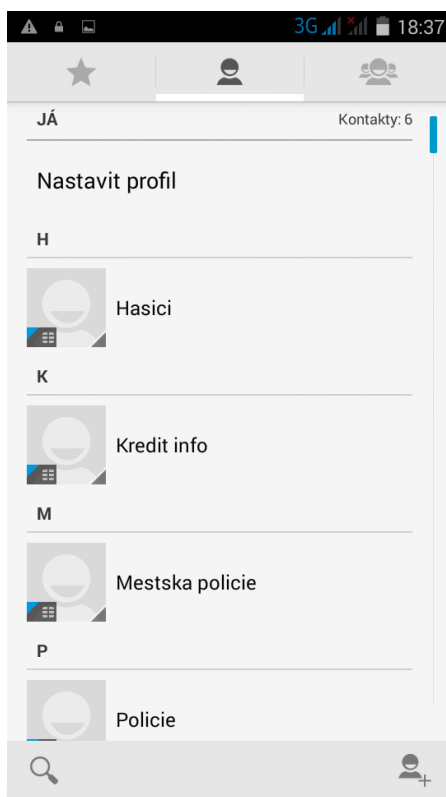 3G 18:37
JÁ Kontakty: 6
Nastavit profil
H
Hasici
K
Kredit info
M
Mestska policie
P
Policie